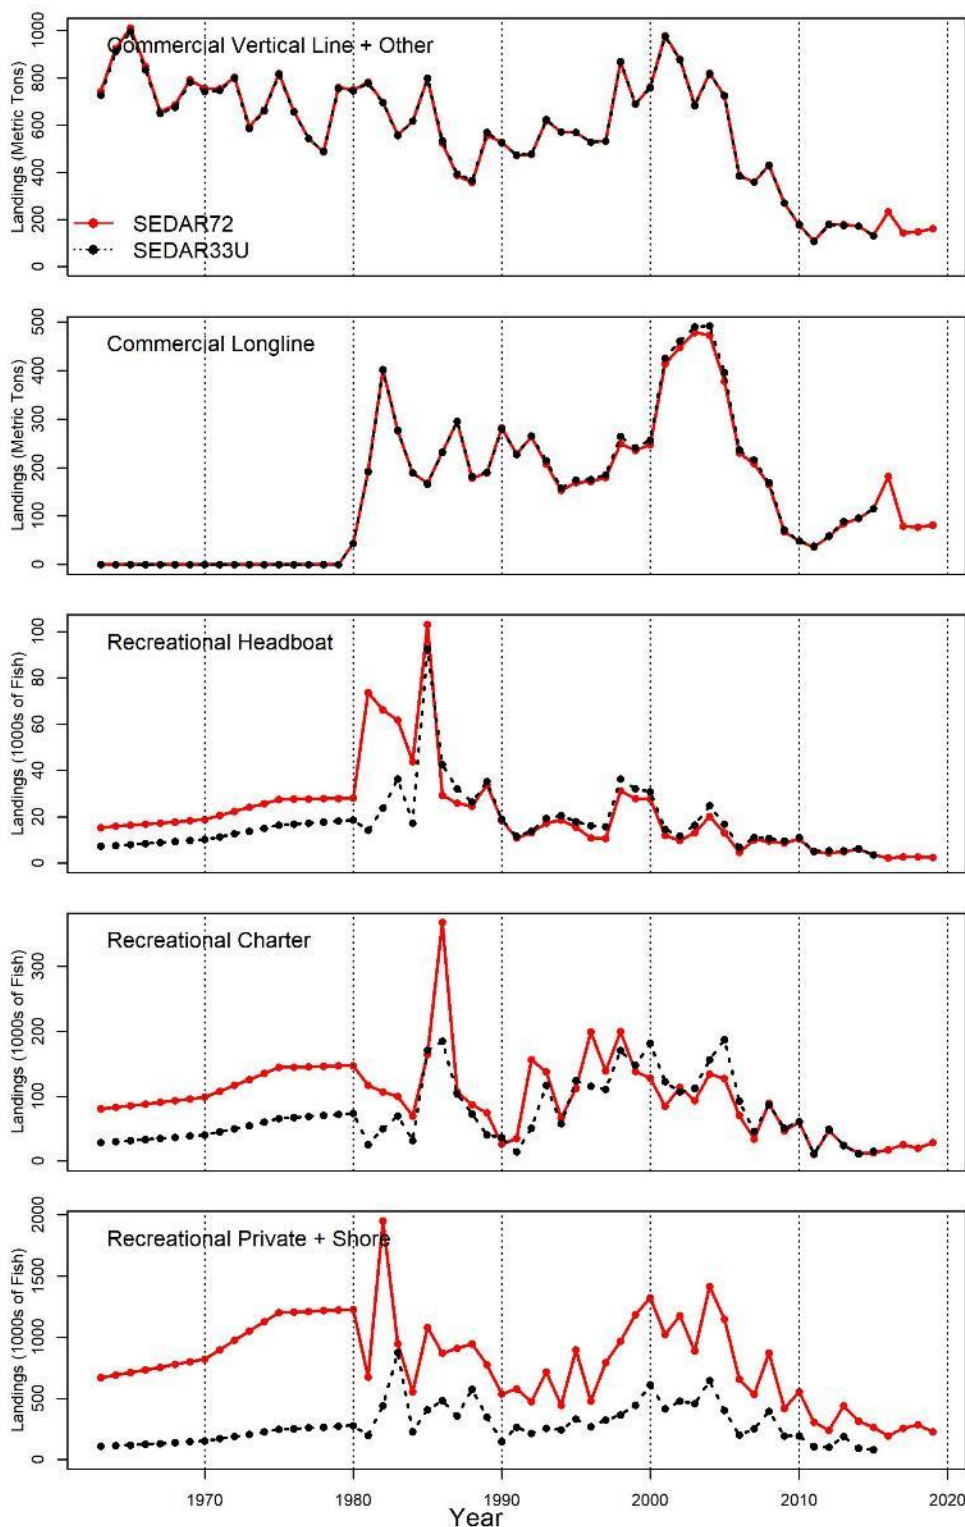 Commercial Vertical Line + Other
Landings (Metric Tons)
1000
800
600
400
200
0
SEDAR72
SEDAR33U
Commercial Longline
Landings (Metric Tons)
500
400
300
200
100
0
Recreational Headboat
Landings (1000s of Fish)
100
80
60
40
20
0
Recreational Charter
Landings (1000s of Fish)
300
200
100
0
Recreational Private + Shore
Landings (1000s of Fish)
2000
1500
1000
500
0
1970 1980 1990 2000 2010 2020
Year